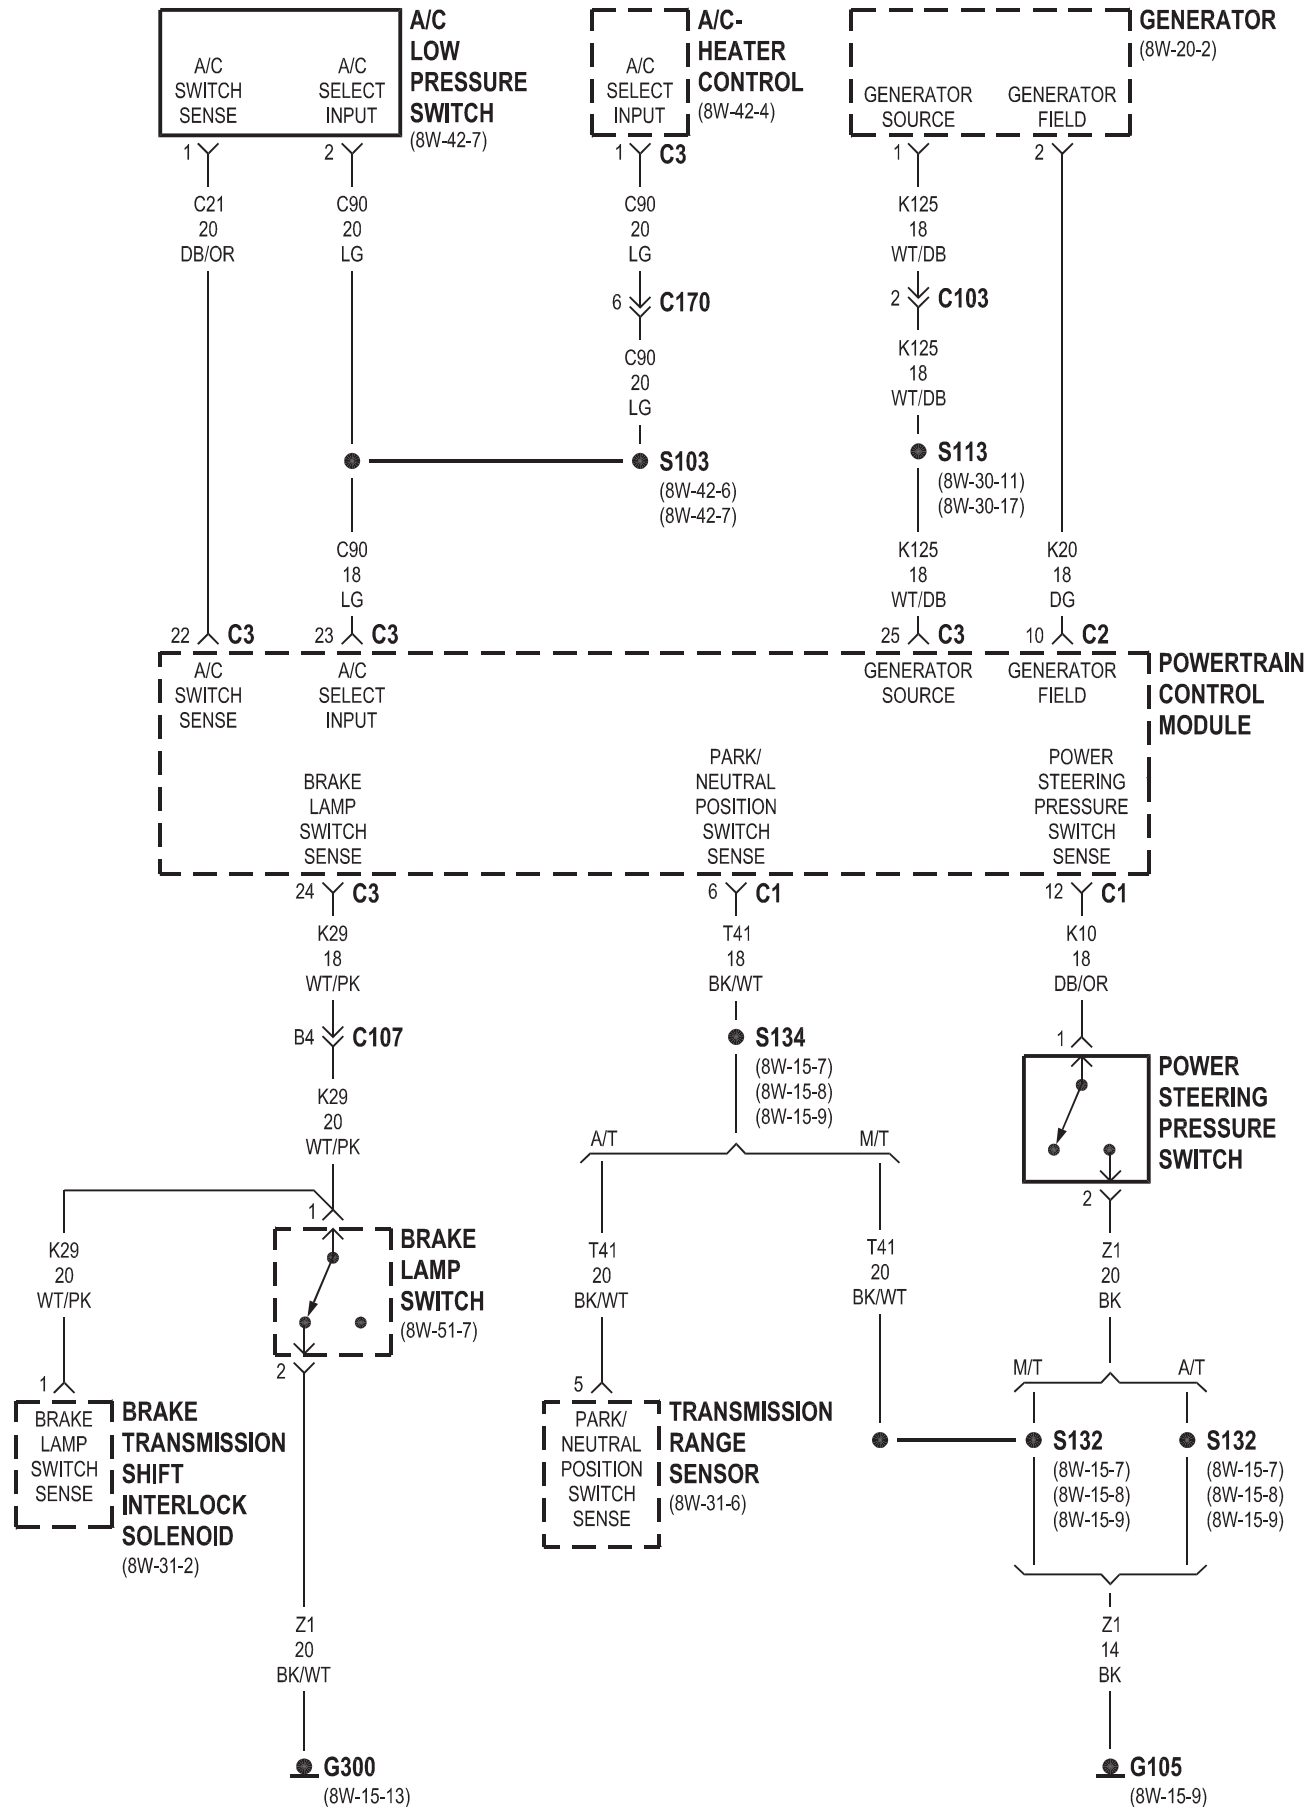 A/C
LOW
PRESSURE
SWITCH
(8W-42-7)
A/C
SWITCH
SENSE
A/C
SELECT
INPUT
A/C-
HEATER
CONTROL
(8W-42-4)
A/C
SELECT
INPUT
GENERATOR
(8W-20-2)
GENERATOR
SOURCE
GENERATOR
FIELD
1
2
1 C3
1
2
C21
20
DB/OR
C90
20
LG
C90
20
LG
K125
18
WT/DB
6 C170
2 C103
C90
20
LG
K125
18
WT/DB
S103
(8W-42-6)
(8W-42-7)
S113
(8W-30-11)
(8W-30-17)
C90
18
LG
K125
18
WT/DB
K20
18
DG
22 C3
23 C3
25 C3
10 C2
POWERTRAIN
CONTROL
MODULE
A/C
SWITCH
SENSE
A/C
SELECT
INPUT
GENERATOR
SOURCE
GENERATOR
FIELD
BRAKE
LAMP
SWITCH
SENSE
PARK/
NEUTRAL
POSITION
SWITCH
SENSE
POWER
STEERING
PRESSURE
SWITCH
SENSE
24 C3
6 C1
12 C1
K29
18
WT/PK
T41
18
BK/WT
K10
18
DB/OR
B4 C107
S134
(8W-15-7)
(8W-15-8)
(8W-15-9)
1
POWER
STEERING
PRESSURE
SWITCH
K29
20
WT/PK
A/T
M/T
2
1
BRAKE
LAMP
SWITCH
(8W-51-7)
K29
20
WT/PK
T41
20
BK/WT
T41
20
BK/WT
Z1
20
BK
2
M/T
A/T
1
5
BRAKE
LAMP
SWITCH
SENSE
BRAKE
TRANSMISSION
SHIFT
INTERLOCK
SOLENOID
(8W-31-2)
PARK/
NEUTRAL
POSITION
SWITCH
SENSE
TRANSMISSION
RANGE
SENSOR
(8W-31-6)
S132
(8W-15-7)
(8W-15-8)
(8W-15-9)
S132
(8W-15-7)
(8W-15-8)
(8W-15-9)
Z1
20
BK/WT
Z1
14
BK
G300
(8W-15-13)
G105
(8W-15-9)